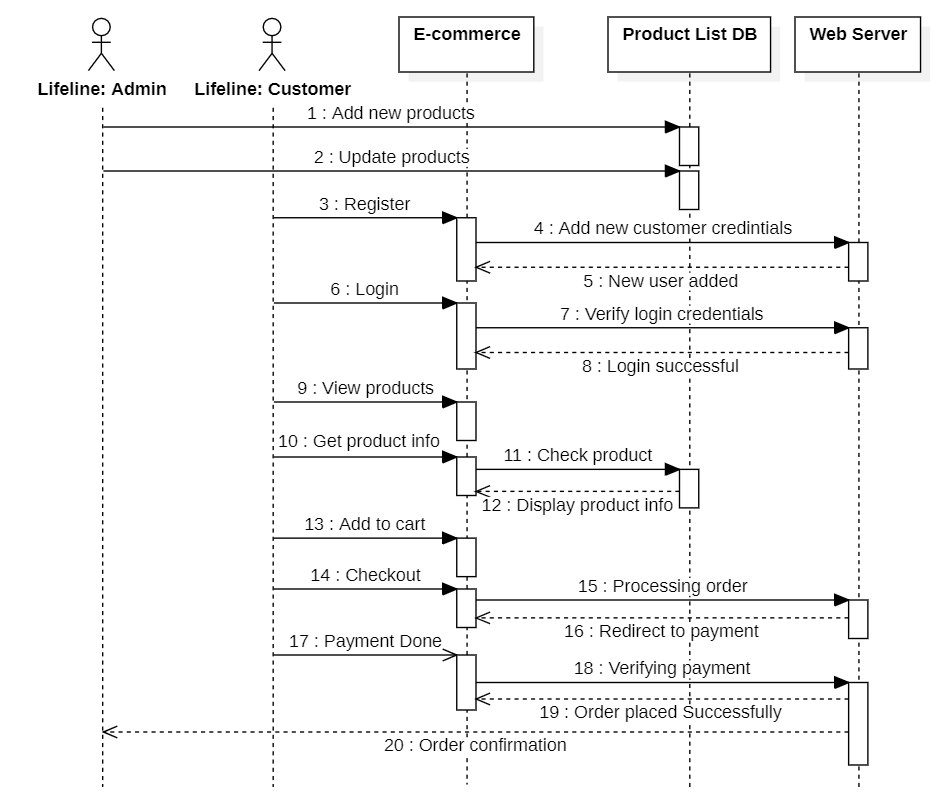 E-commerce
Product List DB
Web Server
Lifeline: Admin
Lifeline: Customer
1 : Add new products
2 : Update products
3 : Register
4 : Add new customer credintials
5 : New user added
6 : Login
7 : Verify login credentials
8 : Login successful
9 : View products
10 : Get product info
11 : Check product
12 : Display product info
13 : Add to cart
14 : Checkout
15 : Processing order
16 : Redirect to payment
17 : Payment Done
18 : Verifying payment
19 : Order placed Successfully
20 : Order confirmation